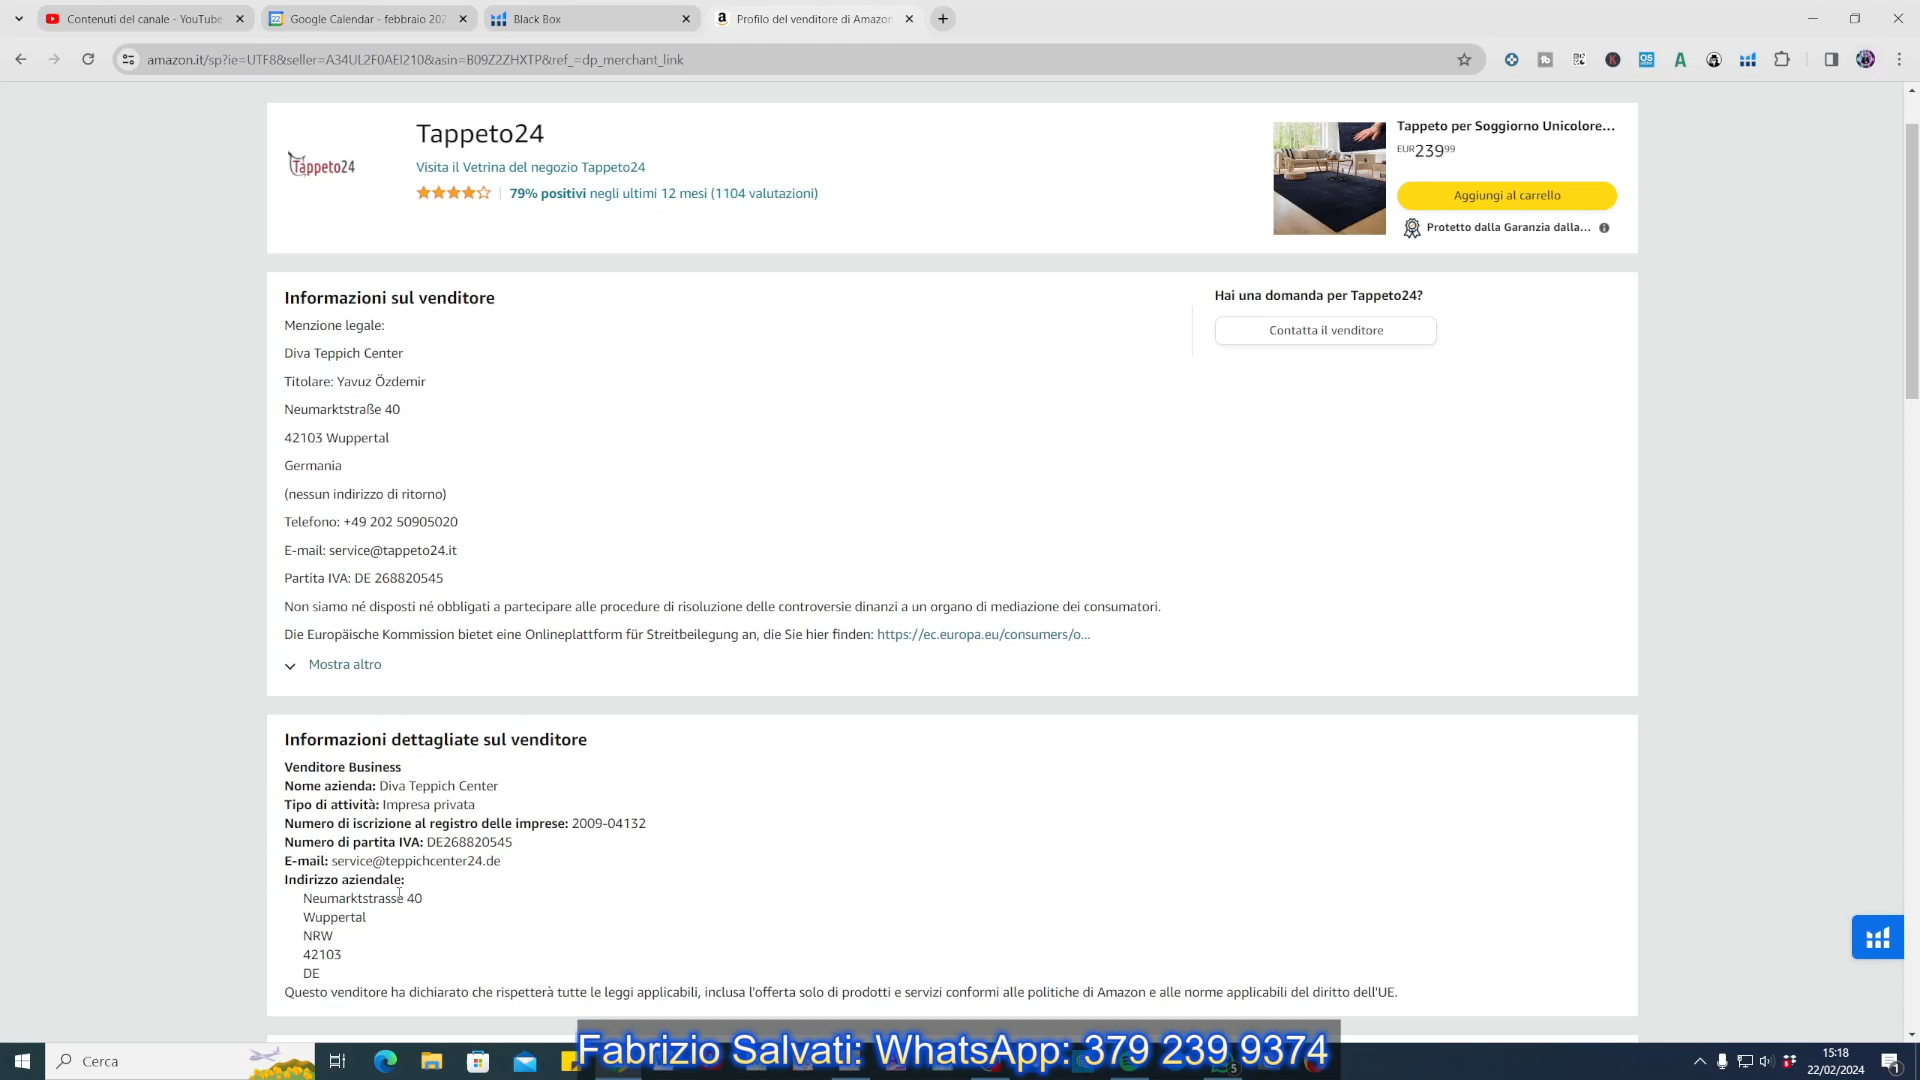 Contenuti del canale - YouTube
Google Calendar - febbraio 202
Black Box
Profilo del venditore di Amazon
amazon.it/sp?ie=UTF8&seller=A34UL2F0AEI210&asin=B09Z2ZHXTP&ref_=dp_merchant_link
Tappeto24
Tappeto24
Visita il Vetrina del negozio Tappeto24
79% positivi negli ultimi 12 mesi (1104 valutazioni)
Tappeto per Soggiorno Unicolore...
EUR23999
Aggiungi al carrello
Protetto dalla Garanzia dalla...
Informazioni sul venditore
Menzione legale:
Diva Teppich Center
Titolare: Yavuz Özdemir
Neumarktstraße 40
42103 Wuppertal
Germania
(nessun indirizzo di ritorno)
Telefono: +49 202 50905020
E-mail: service@tappeto24.it
Partita IVA: DE 268820545
Non siamo né disposti né obbligati a partecipare alle procedure di risoluzione delle controversie dinanzi a un organo di mediazione dei consumatori.
Die Europäische Kommission bietet eine Onlineplattform für Streitbeilegung an, die Sie hier finden: https://ec.europa.eu/consumers/o...
Mostra altro
Hai una domanda per Tappeto24?
Contatta il venditore
Informazioni dettagliate sul venditore
Venditore Business
Nome azienda: Diva Teppich Center
Tipo di attività: Impresa privata
Numero di iscrizione al registro delle imprese: 2009-04132
Numero di partita IVA: DE268820545
E-mail: service@teppichcenter24.de
Indirizzo aziendale:
Neumarktstrasse 40
Wuppertal
NRW
42103
DE
Questo venditore ha dichiarato che rispetterà tutte le leggi applicabili, inclusa l'offerta solo di prodotti e servizi conformi alle politiche di Amazon e alle norme applicabili del diritto dell'UE.
Fabrizio Salvati: WhatsApp: 379 239 9374
Cerca
15:18
22/02/2024